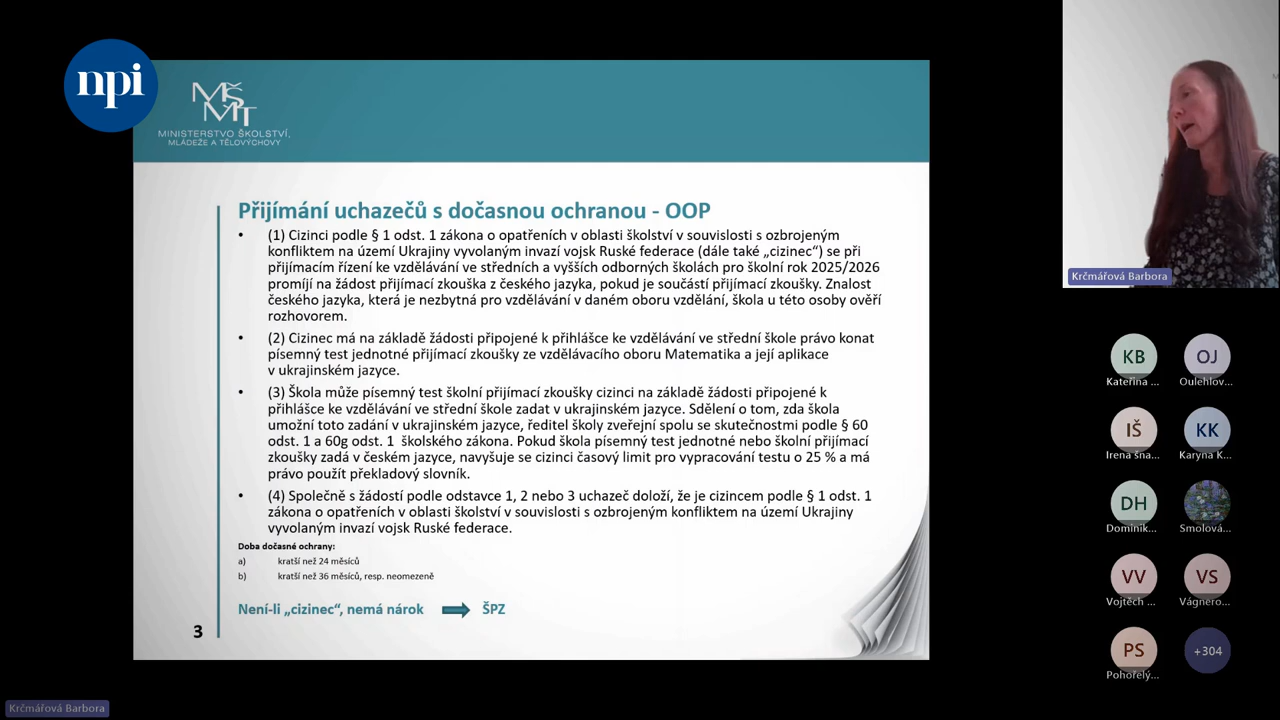 npi
MŠMT
MINISTERSTVO ŠKOLSTVÍ,
MLÁDEŽE A TĚLOVÝCHOVY
Přijímání uchazečů s dočasnou ochranou - OOP
• (1) Cizinci podle § 1 odst. 1 zákona o opatřeních v oblasti školství v souvislosti s ozbrojeným
konfliktem na území Ukrajiny vyvolaným invazí vojsk Ruské federace (dále také „cizinec“) se při
přijímacím řízení ke vzdělávání ve středních a vyšších odborných školách pro školní rok 2025/2026
promíjí na žádost přijímací zkouška z českého jazyka, pokud je součástí přijímací zkoušky. Znalost
českého jazyka, která je nezbytná pro vzdělávání v daném oboru vzdělání, škola u této osoby ověří
rozhovorem.
• (2) Cizinec má na základě žádosti připojené k přihlášce ke vzdělávání ve střední škole právo konat
písemný test jednotné přijímací zkoušky ze vzdělávacího oboru Matematika a její aplikace
v ukrajinském jazyce.
• (3) Škola může písemný test školní přijímací zkoušky cizinci na základě žádosti připojené k
přihlášce ke vzdělávání ve střední škole zadat v ukrajinském jazyce. Sdělení o tom, zda škola
umožní toto zadání v ukrajinském jazyce, ředitel školy zveřejní spolu se skutečnostmi podle § 60
odst. 1 a 60g odst. 1 školského zákona. Pokud škola písemný test jednotné nebo školní přijímací
zkoušky zadá v českém jazyce, navyšuje se cizinci časový limit pro vypracování testu o 25 % a má
právo použít překladový slovník.
• (4) Společně s žádostí podle odstavce 1, 2 nebo 3 uchazeč doloží, že je cizincem podle § 1 odst. 1
zákona o opatřeních v oblasti školství v souvislosti s ozbrojeným konfliktem na území Ukrajiny
vyvolaným invazí vojsk Ruské federace.
Doba dočasné ochrany:
a) kratší než 24 měsíců
b) kratší než 36 měsíců, resp. neomezeně
Není-li „cizinec“, nemá nárok ŠPZ
3
Krčmářová Barbora
KB OJ
Kateřina ... Oulehlov...
IŠ KK
Irena šna... Karyna K...
DH
Dominik... Smolová...
VV VS
Vojtěch ... Vágnero...
PS +304
Pohořelý...
Krčmářová Barbora